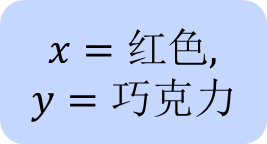 x = 红色,
y = 巧克力